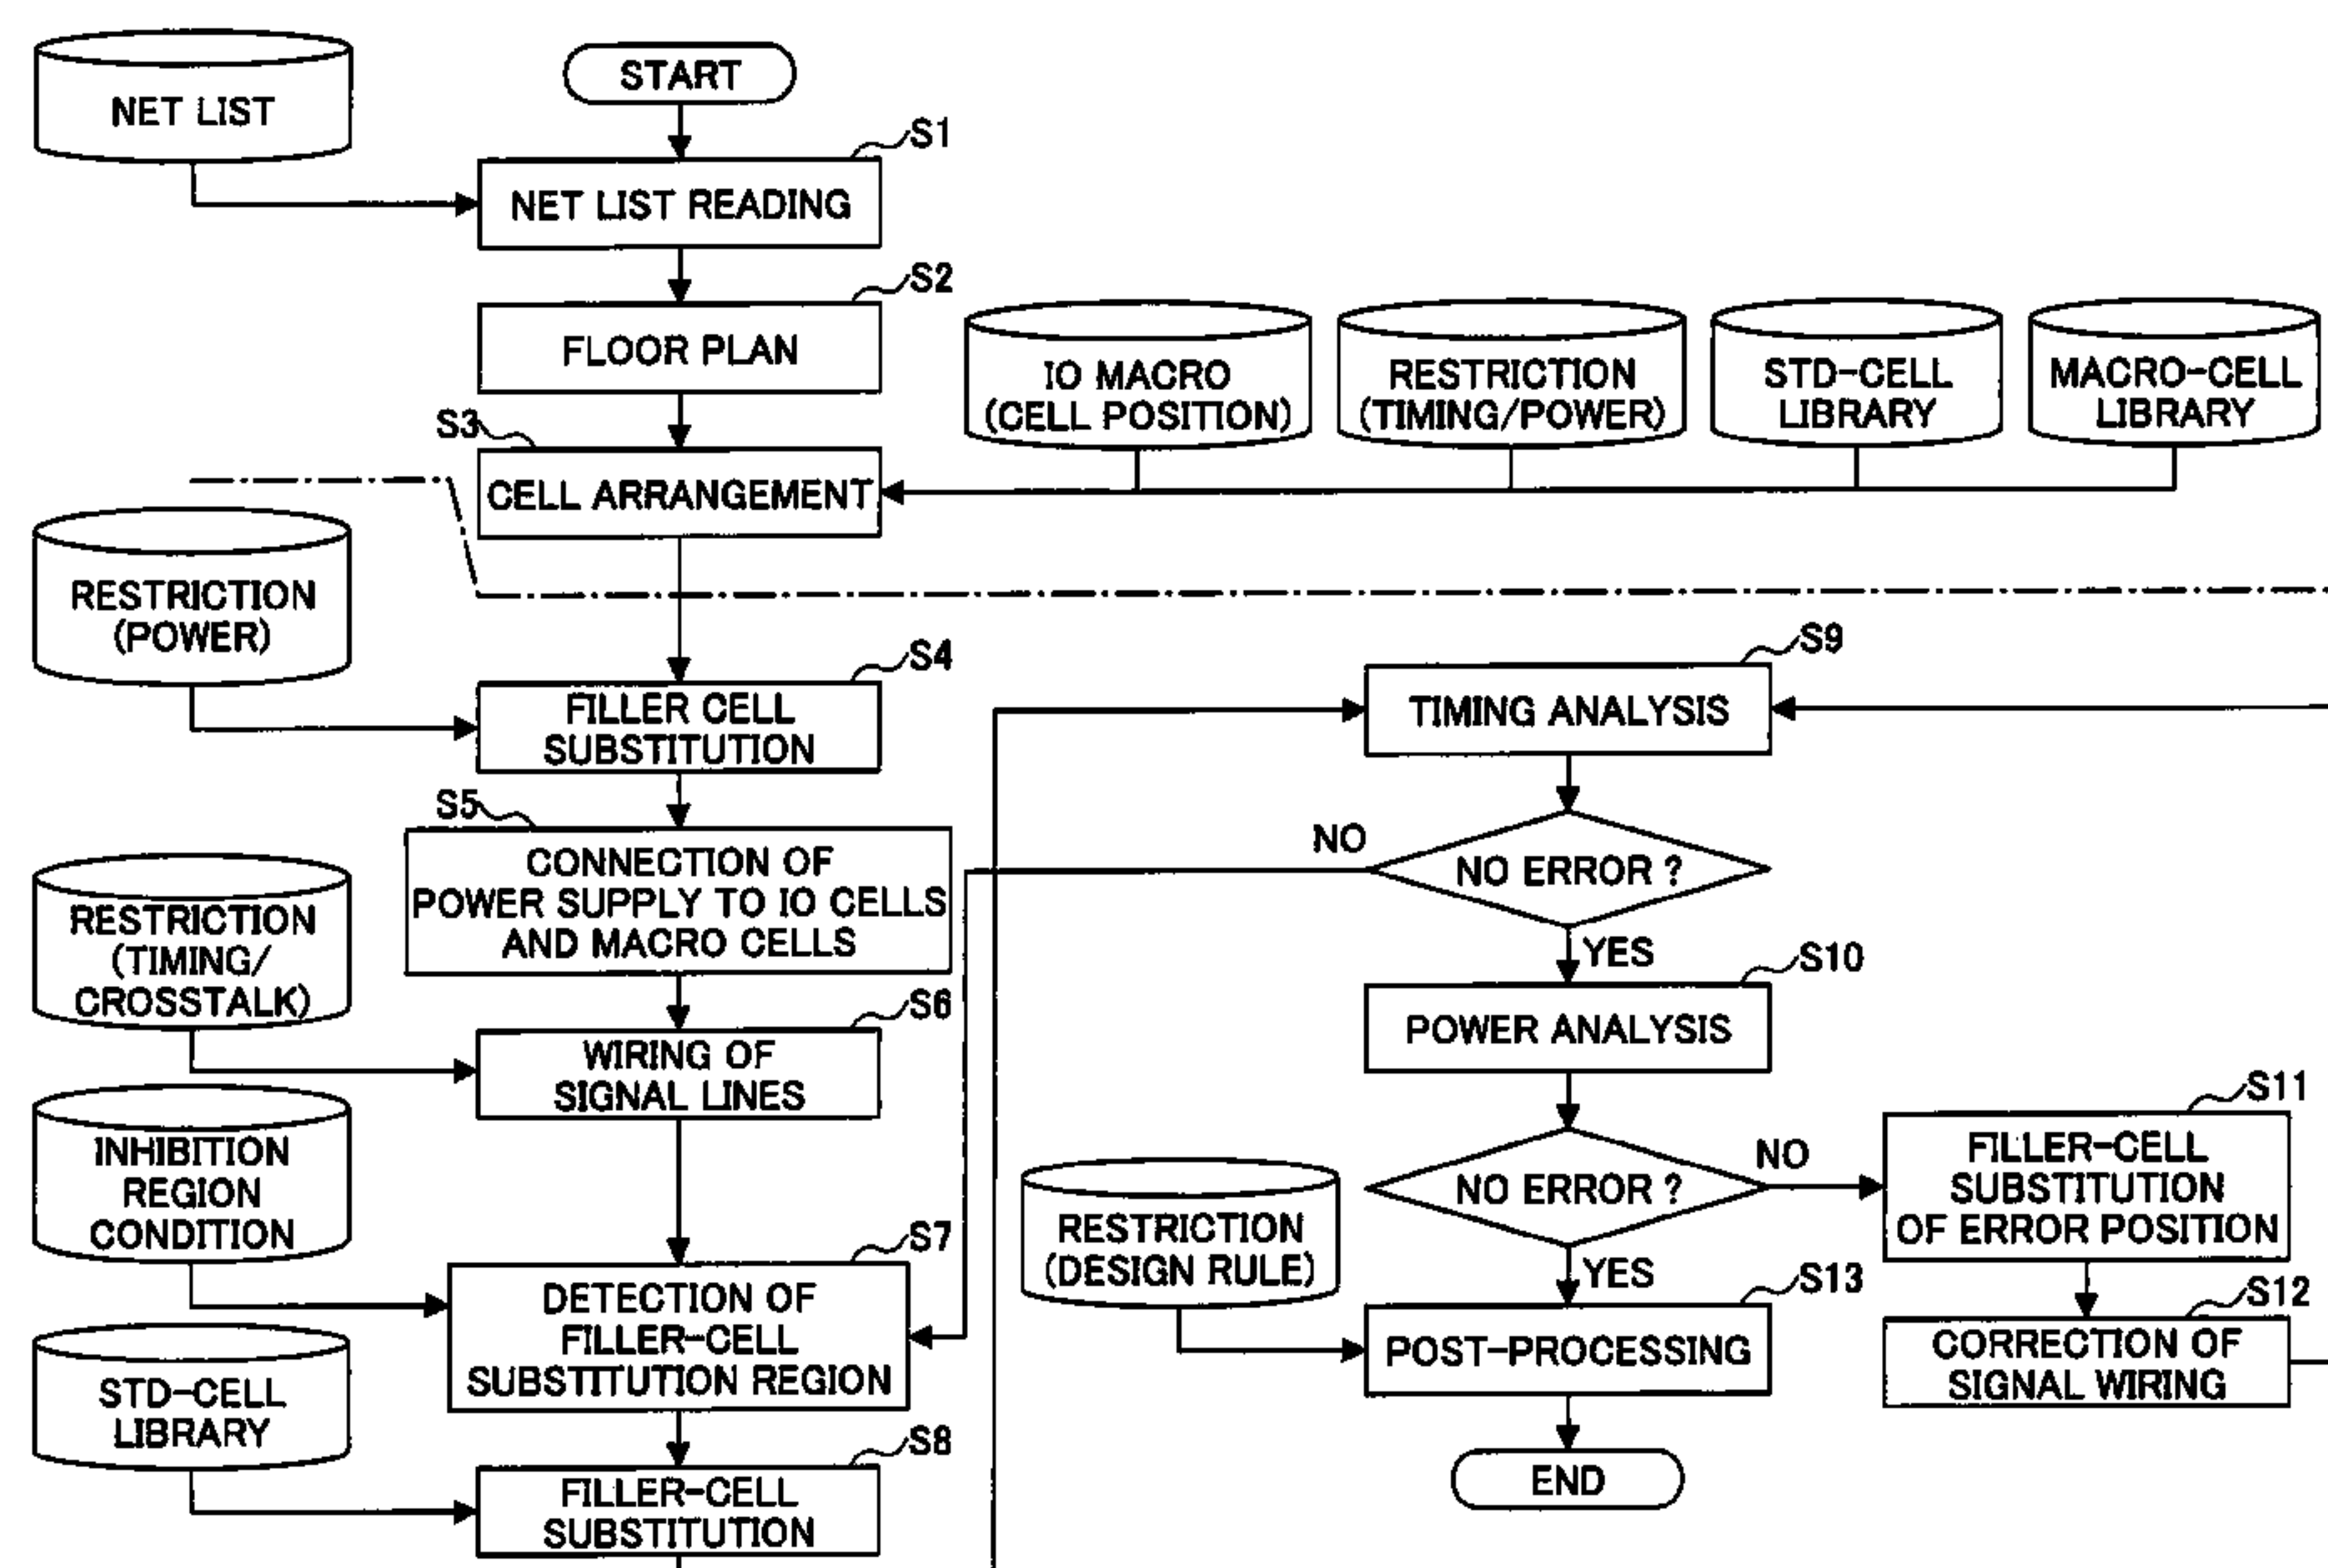 NET LIST
START
S1
NET LIST READING
S2
FLOOR PLAN
IO MACRO
(CELL POSITION)
RESTRICTION
(TIMING/POWER)
STD-CELL
LIBRARY
MACRO-CELL
LIBRARY
S3
CELL ARRANGEMENT
RESTRICTION
(POWER)
S4
FILLER CELL
SUBSTITUTION
S5
CONNECTION OF
POWER SUPPLY TO IO CELLS
AND MACRO CELLS
RESTRICTION
(TIMING/
CROSSTALK)
S6
WIRING OF
SIGNAL LINES
INHIBITION
REGION
CONDITION
S7
DETECTION OF
FILLER-CELL
SUBSTITUTION REGION
STD-CELL
LIBRARY
S8
FILLER-CELL
SUBSTITUTION
S9
TIMING ANALYSIS
NO
NO ERROR ?
YES
S10
POWER ANALYSIS
NO ERROR ?
NO
S11
FILLER-CELL
SUBSTITUTION
OF ERROR POSITION
YES
RESTRICTION
(DESIGN RULE)
S13
POST-PROCESSING
S12
CORRECTION OF
SIGNAL WIRING
END